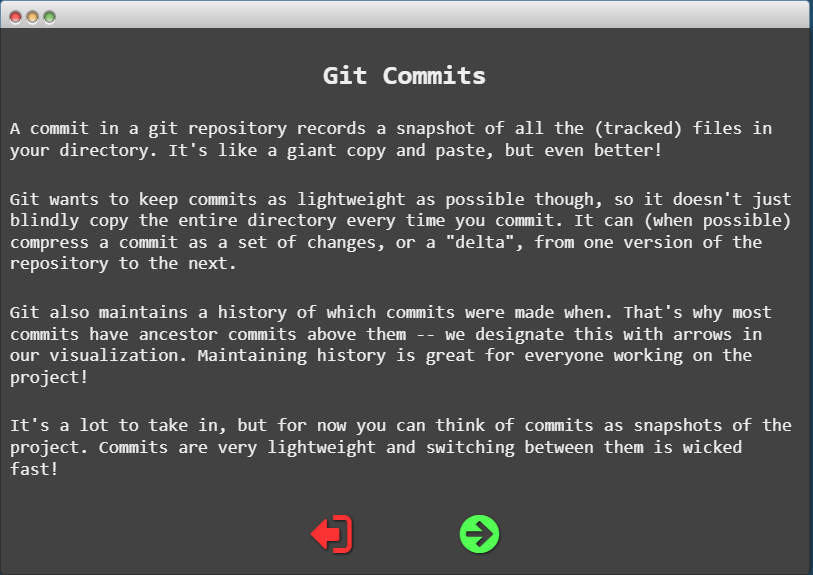 Git Commits
A commit in a git repository records a snapshot of all the (tracked) files in
your directory. It's like a giant copy and paste, but even better!
Git wants to keep commits as lightweight as possible though, so it doesn't just
blindly copy the entire directory every time you commit. It can (when possible)
compress a commit as a set of changes, or a "delta", from one version of the
repository to the next.
Git also maintains a history of which commits were made when. That's why most
commits have ancestor commits above them -- we designate this with arrows in
our visualization. Maintaining history is great for everyone working on the
project!
It's a lot to take in, but for now you can think of commits as snapshots of the
project. Commits are very lightweight and switching between them is wicked
fast!